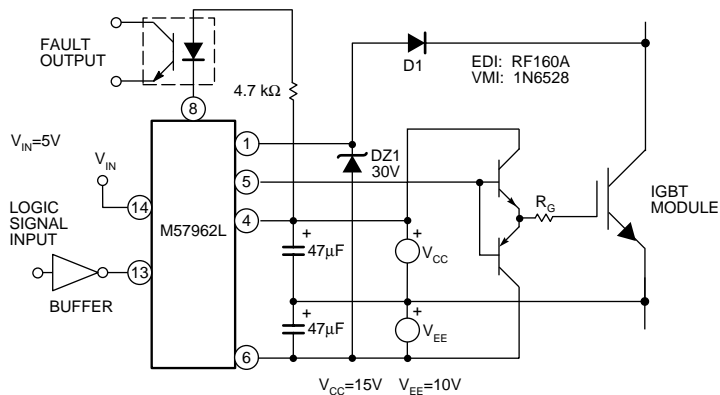 FAULT
OUTPUT
8
4.7 kΩ
D1
EDI: RF160A
VMI: 1N6528
V_IN=5V
V_IN
14
LOGIC
SIGNAL
INPUT
13
BUFFER
M57962L
1
5
4
6
DZ1
30V
+
47μF
+
47μF
+
V_CC
+
V_EE
R_G
IGBT
MODULE
V_CC=15V V_EE=10V